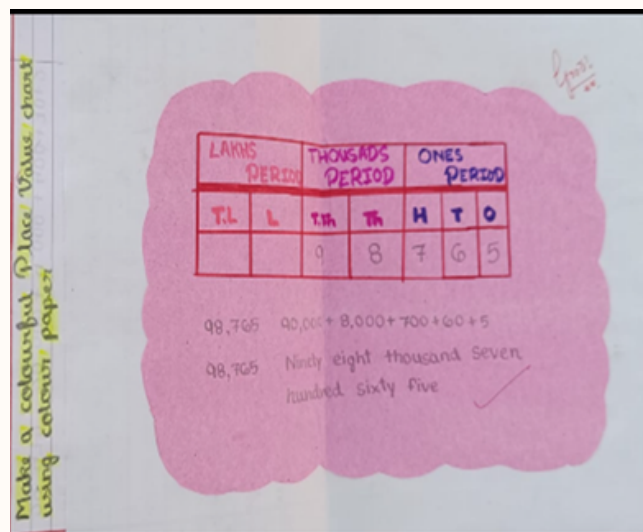 Make a colourful Place Value chart
using colour paper
Good
LAKHS PERIOD THOUSADS PERIOD ONES PERIOD
T.L L T.Th Th H T O
9 8 7 6 5
98,765 90,000 + 8,000 + 700 + 60 + 5
98,765 Ninety eight thousand seven
hundred sixty five